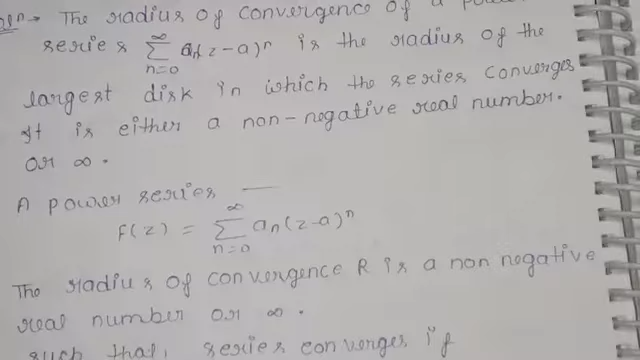 The radius of convergence of a power
series ∑_{n=0}^{∞} aₙ(z-a)ⁿ is the radius of the
largest disk in which the series converges
It is either a non-negative real number.
or ∞.
A power series —
F(z) = ∑_{n=0}^{∞} aₙ(z-a)ⁿ
The radius of convergence R is a non negative
real number or ∞.
such that, series converges if